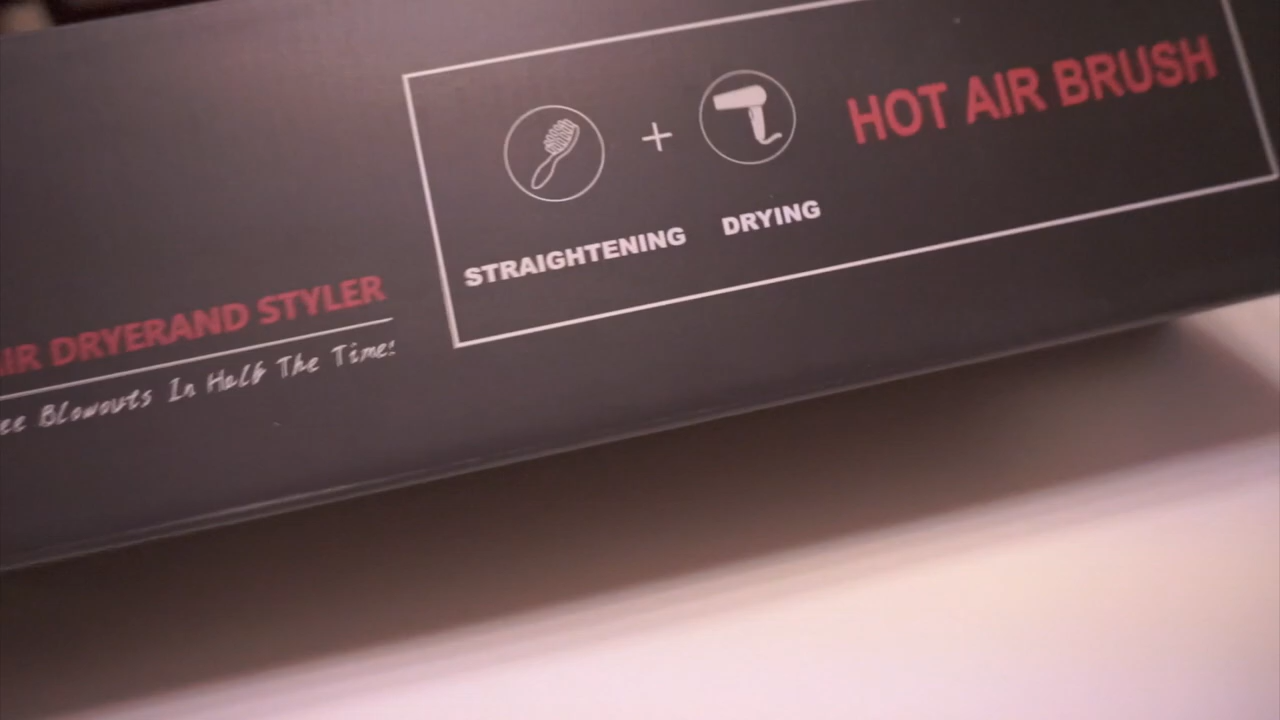 DRYERAND STYLER
Blowouts In Half The Time!
+
STRAIGHTENING
DRYING
HOT AIR BRUSH